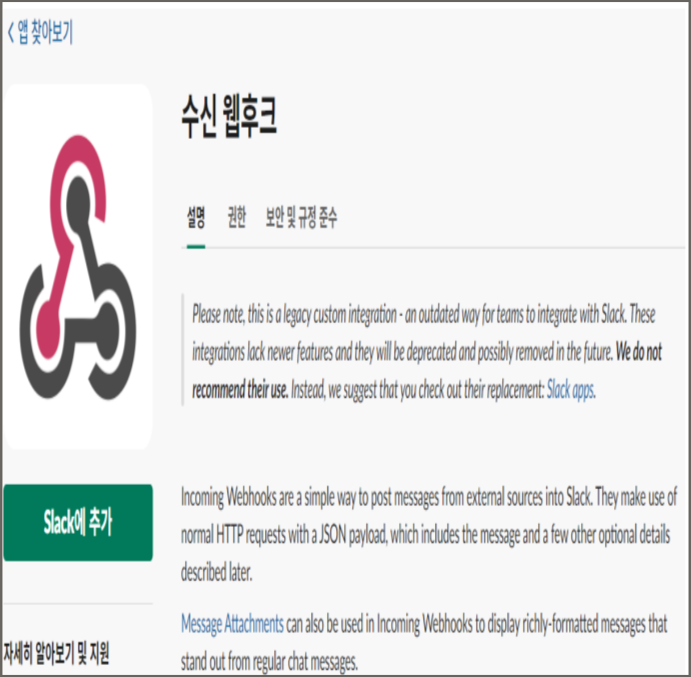 < 앱 찾아보기
수신 웹후크
설명 권한 보안 및 규정 준수
Please note, this is a legacy custom integration - an outdated way for teams to integrate with Slack. These
integrations lack newer features and they will be deprecated and possibly removed in the future. We do not
recommend their use. Instead, we suggest that you check out their replacement: Slack apps.
Slack에 추가
Incoming Webhooks are a simple way to post messages from external sources into Slack. They make use of
normal HTTP requests with a JSON payload, which includes the message and a few other optional details
described later.
Message Attachments can also be used in Incoming Webhooks to display richly-formatted messages that
stand out from regular chat messages.
자세히 알아보기 및 지원